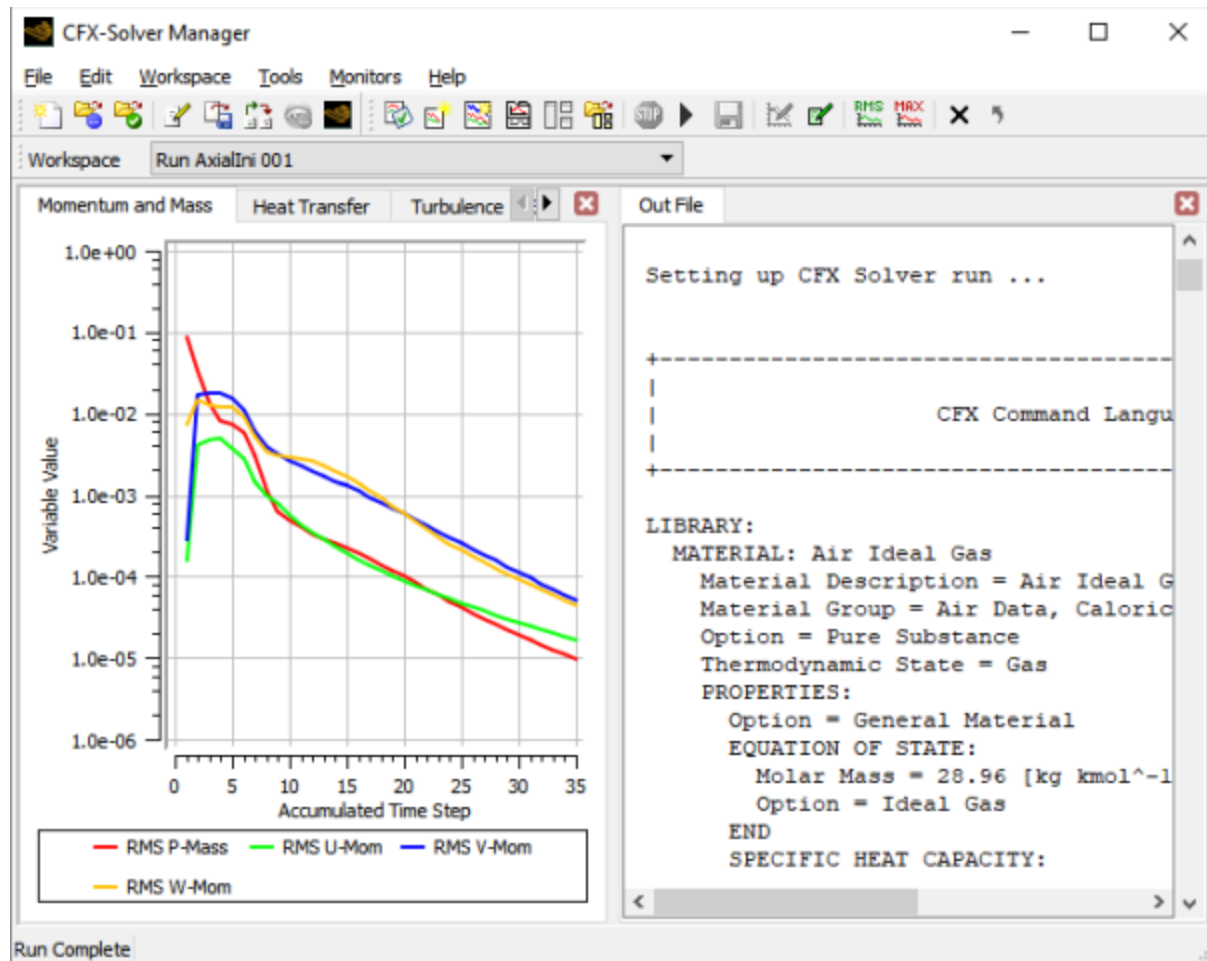 CFX-Solver Manager
File Edit Workspace Tools Monitors Help
STOP RMS MAX
Workspace Run AxialIni 001
Momentum and Mass Heat Transfer Turbulence
Variable Value
1.0e+00
1.0e-01
1.0e-02
1.0e-03
1.0e-04
1.0e-05
1.0e-06
0 5 10 15 20 25 30 35
Accumulated Time Step
RMS P-Mass RMS U-Mom RMS V-Mom
RMS W-Mom
Out File
Setting up CFX Solver run ...
+--------------------------------------
|
| CFX Command Langu
|
+--------------------------------------
LIBRARY:
MATERIAL: Air Ideal Gas
Material Description = Air Ideal G
Material Group = Air Data, Caloric
Option = Pure Substance
Thermodynamic State = Gas
PROPERTIES:
Option = General Material
EQUATION OF STATE:
Molar Mass = 28.96 [kg kmol^-1
Option = Ideal Gas
END
SPECIFIC HEAT CAPACITY:
Run Complete